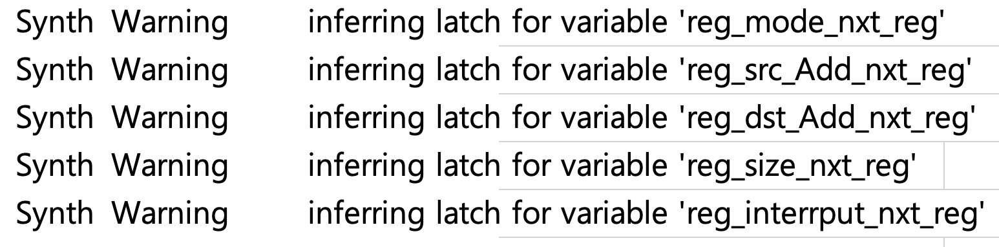 Synth Warning inferring latch for variable 'reg_mode_nxt_reg'
Synth Warning inferring latch for variable 'reg_src_Add_nxt_reg'
Synth Warning inferring latch for variable 'reg_dst_Add_nxt_reg'
Synth Warning inferring latch for variable 'reg_size_nxt_reg'
Synth Warning inferring latch for variable 'reg_interrput_nxt_reg'